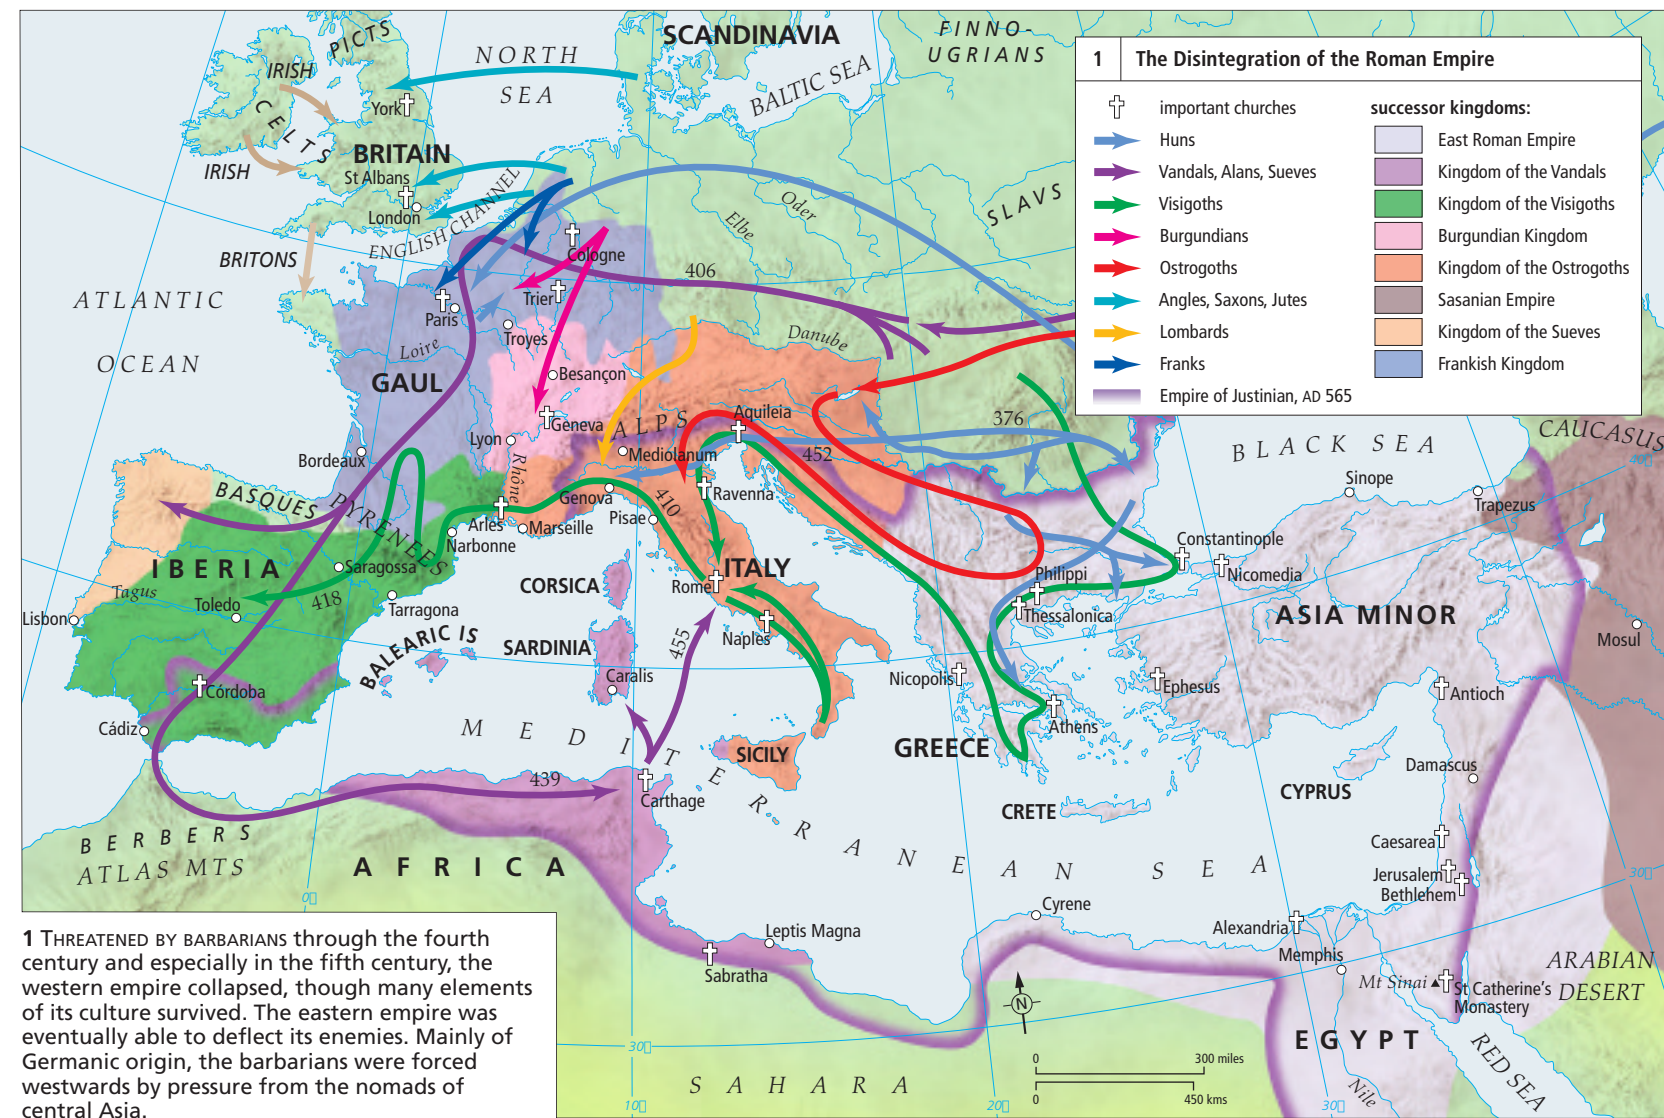 PICTS
NORTH
SEA
SCANDINAVIA
FINNO-
UGRIANS
BALTIC SEA
IRISH
CELTS
York
BRITAIN
IRISH
St Albans
London
ENGLISH CHANNEL
BRITONS
Cologne
Elbe
Oder
SLAVS
406
ATLANTIC
OCEAN
Trier
Paris
Troyes
Loire
Danube
GAUL
Besançon
Geneva
ALPS
Aquileia
376
Lyon
Mediolanum
452
Bordeaux
Rhône
Genova
410
Ravenna
BASQUES
PYRENEES
Arles
Marseille
Pisae
Narbonne
IBERIA
Saragossa
CORSICA
ITALY
Rome
Tagus
Toledo
418
Tarragona
Lisbon
BALEARIC IS
SARDINIA
455
Naples
Caralis
Córdoba
Cádiz
MEDITERRANEAN SEA
SICILY
439
Carthage
BERBERS
ATLAS MTS
AFRICA
0
BLACK SEA
CAUCASUS
40
Sinope
Trapezus
Constantinople
Nicomedia
Philippi
Thessalonica
ASIA MINOR
Mosul
Nicopolis
Ephesus
Antioch
Athens
GREECE
Damascus
CYPRUS
CRETE
Caesarea
Jerusalem
Bethlehem
30
Cyrene
Alexandria
Leptis Magna
Sabratha
Memphis
Mt Sinai
St Catherine's
Monastery
ARABIAN
DESERT
N
EGYPT
RED SEA
Nile
30
SAHARA
10
20
30
0 300 miles
0 450 kms
1 The Disintegration of the Roman Empire
important churches
Huns
Vandals, Alans, Sueves
Visigoths
Burgundians
Ostrogoths
Angles, Saxons, Jutes
Lombards
Franks
Empire of Justinian, AD 565
successor kingdoms:
East Roman Empire
Kingdom of the Vandals
Kingdom of the Visigoths
Burgundian Kingdom
Kingdom of the Ostrogoths
Sasanian Empire
Kingdom of the Sueves
Frankish Kingdom
1 THREATENED BY BARBARIANS through the fourth
century and especially in the fifth century, the
western empire collapsed, though many elements
of its culture survived. The eastern empire was
eventually able to deflect its enemies. Mainly of
Germanic origin, the barbarians were forced
westwards by pressure from the nomads of
central Asia.